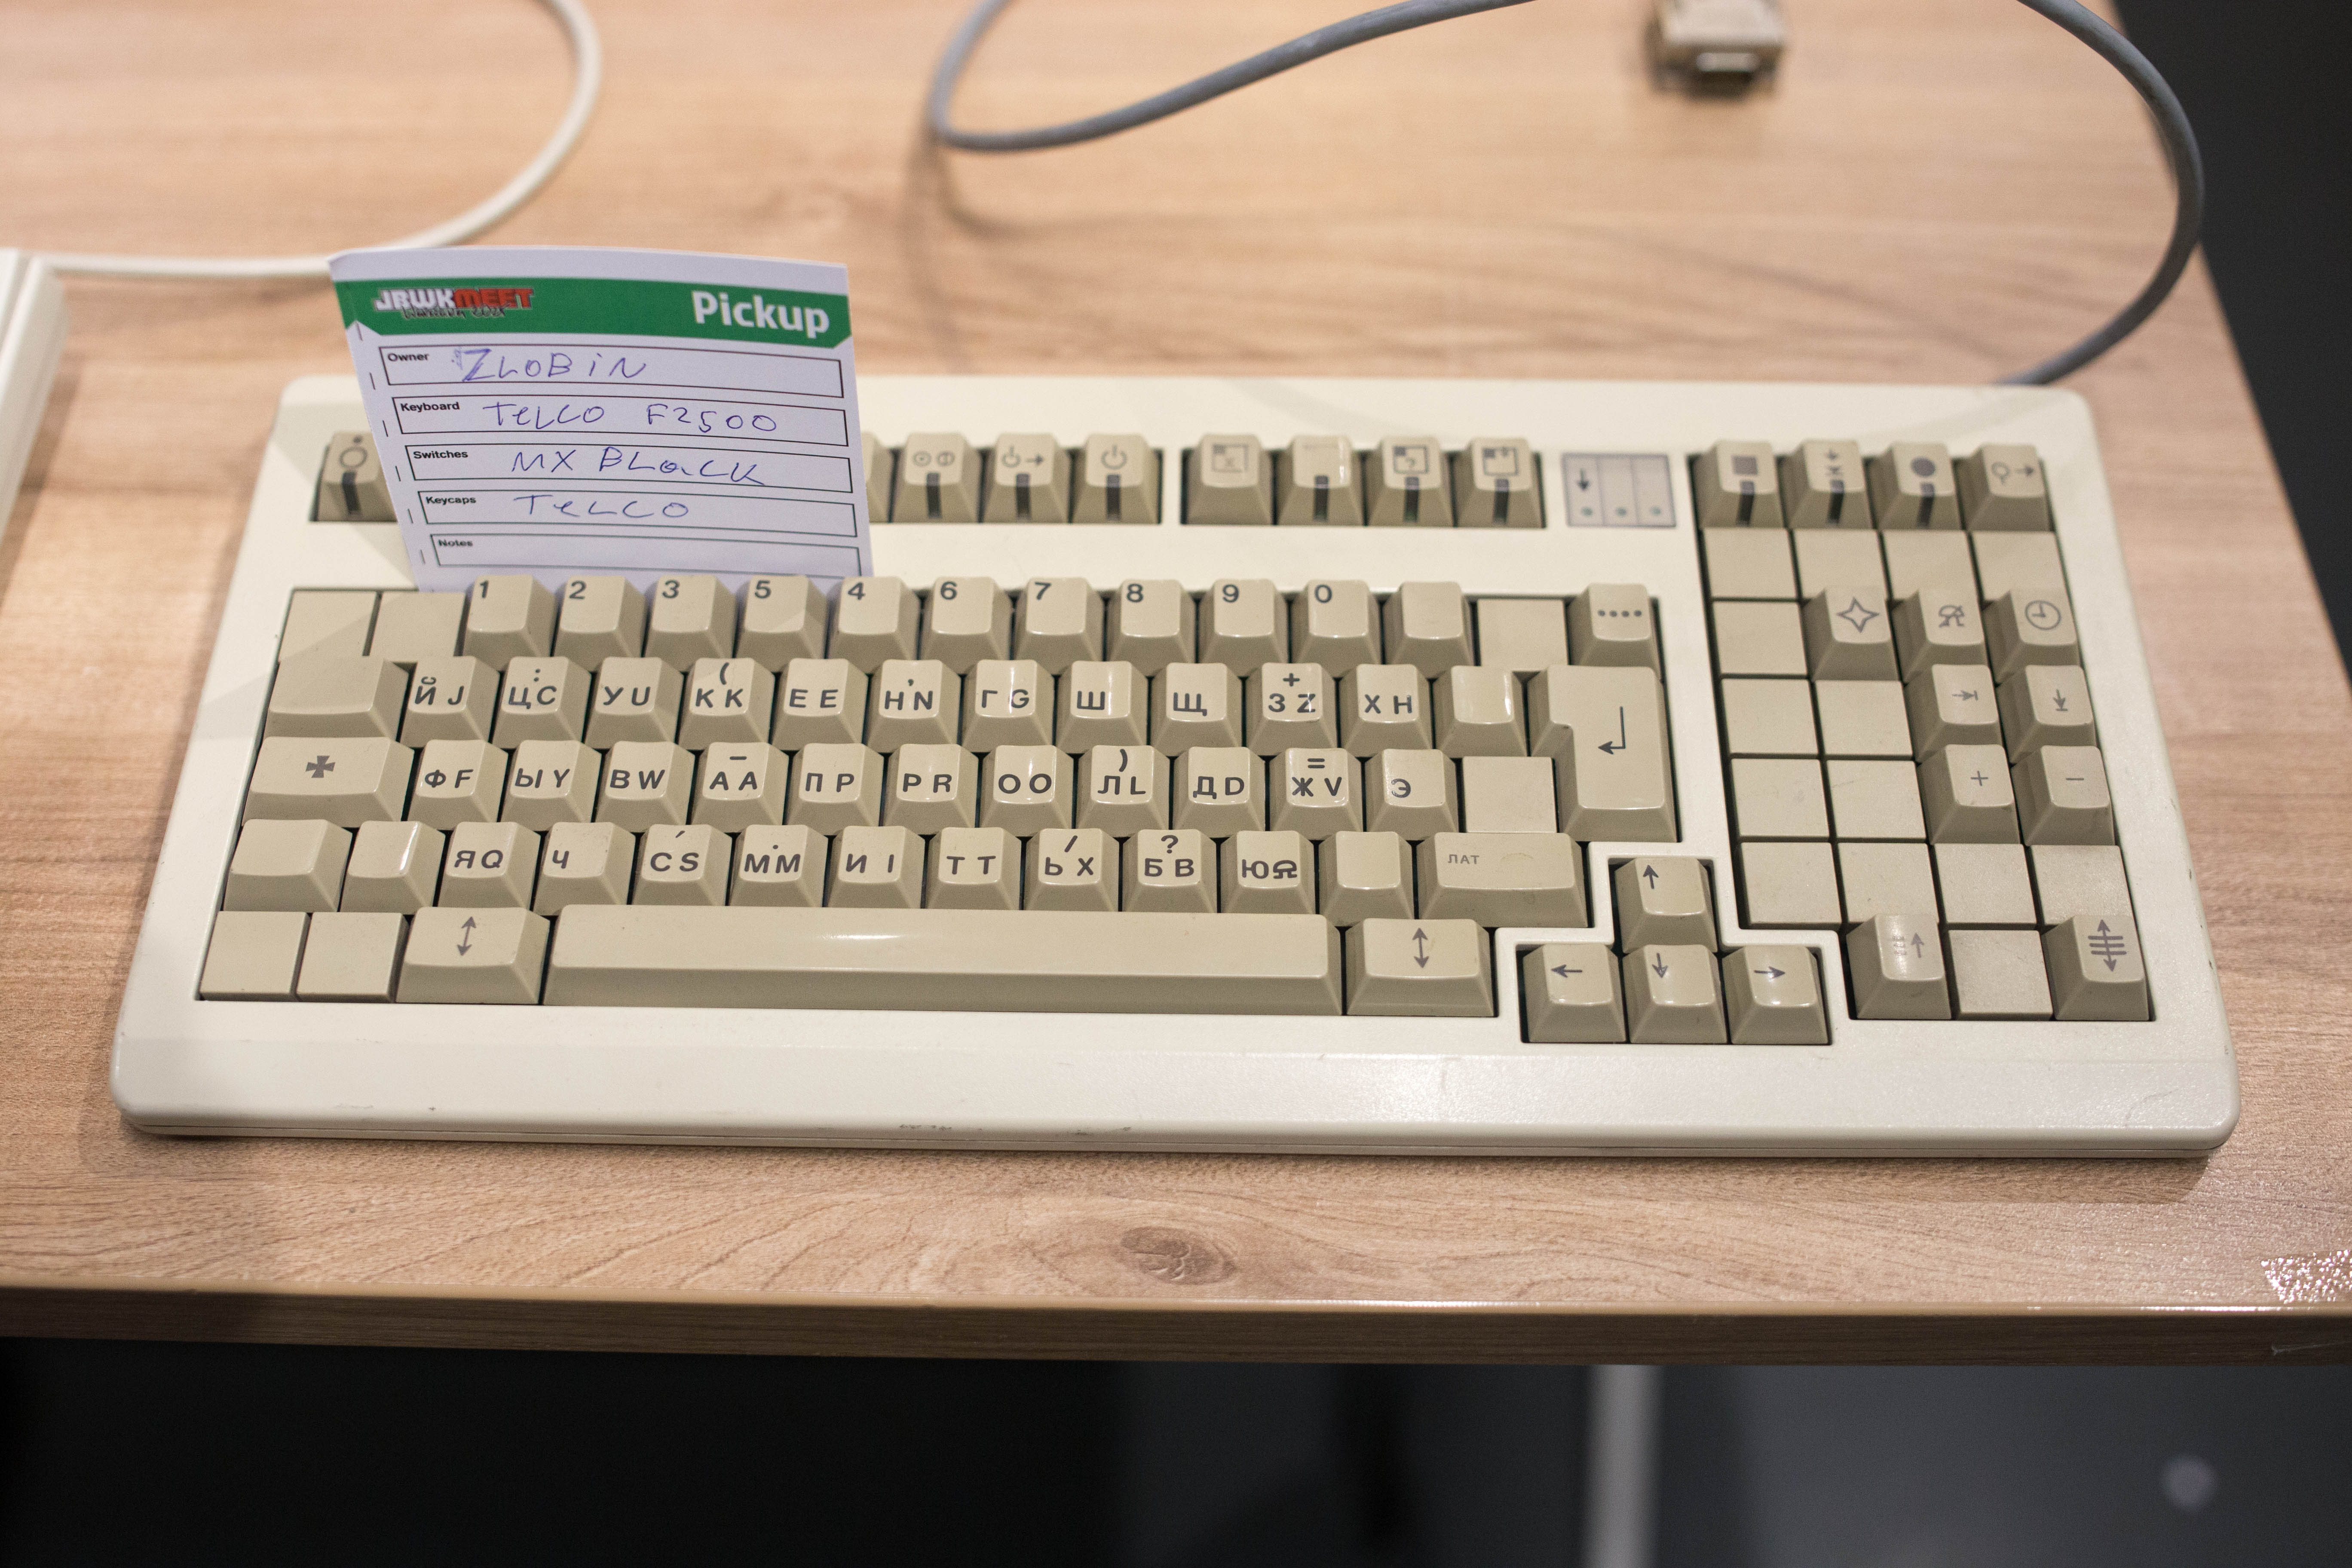 JRWKMEET Pickup
Owner ZLOBIN
Keyboard TELCO F2500
Switches MX BLaCK
Keycaps TELCO
Notes
1 2 3 5 4 6 7 8 9 0
Й J Ц : C У U К ( K Е E Н ' N Г G Ш Щ З + Z Х H
Ф F Ы Y В W А – A П P Р R О O Л ) L Д D Ж = V Э
Я Q Ч С ´ S М . M И I Т T Ь / X Б ? B Ю ЛАТ
+ −